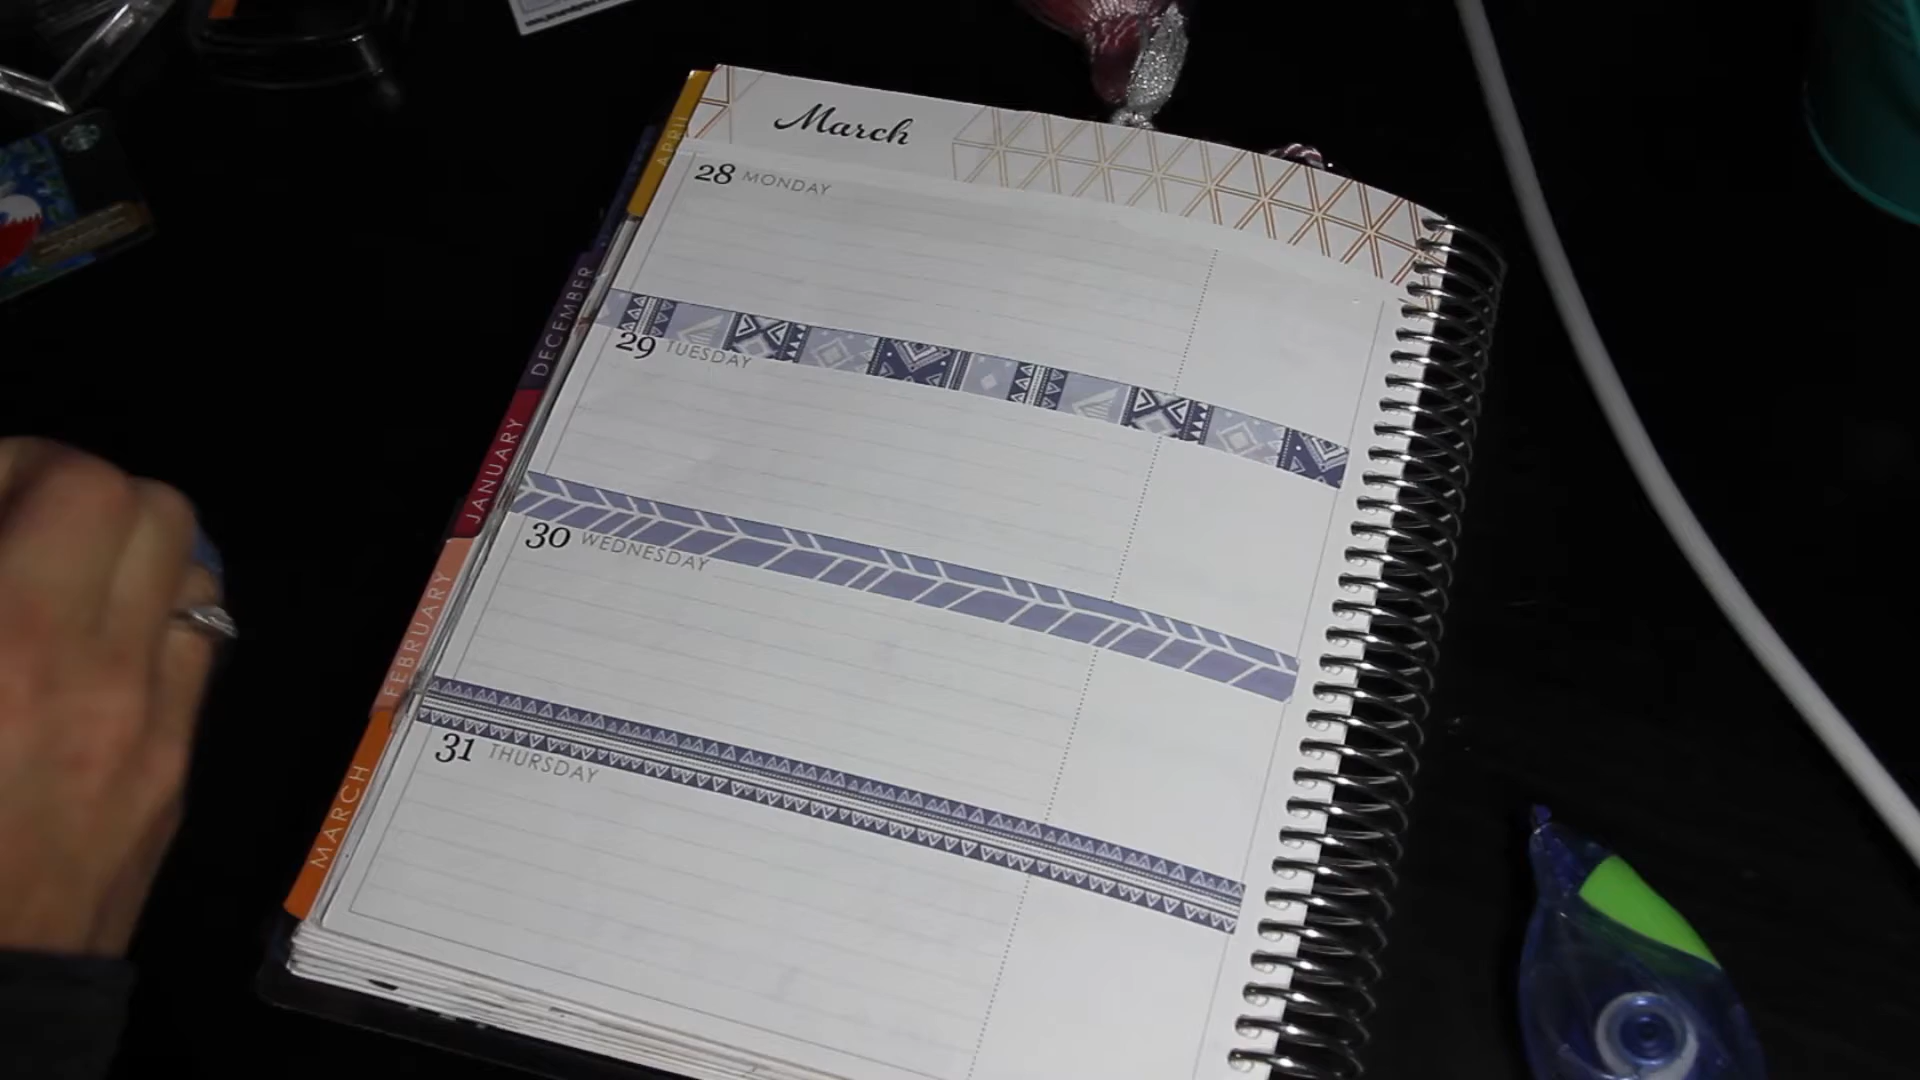 March
28 MONDAY
29 TUESDAY
30 WEDNESDAY
31 THURSDAY
APRIL
DECEMBER
JANUARY
FEBRUARY
MARCH